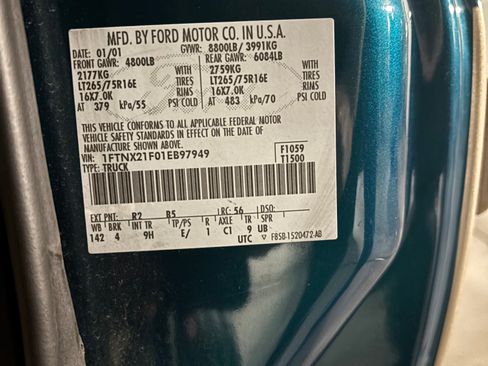 MFD. BY FORD MOTOR CO. IN U.S.A.
DATE: 01/01 GVWR: 8800LB/ 3991KG
FRONT GAWR: 4800LB REAR GAWR: 6084LB
2177KG WITH 2759KG WITH
LT265/75R16E TIRES LT265/75R16E TIRES
16X7.0K RIMS 16X7.0K RIMS
AT 379 kPa/55 PSI COLD AT 483 kPa/70 PSI COLD
THIS VEHICLE CONFORMS TO ALL APPLICABLE FEDERAL MOTOR
VEHICLE SAFETY STANDARDS IN EFFECT ON THE DATE OF
MANUFACTURE SHOWN ABOVE.
VIN: 1FTNX21F01EB97949 F1059
TYPE: TRUCK T1500
EXT PNT: R2 B5 RC: 56 DSO:
WB BRK INT TR TP/PS R AXLE TR SPR
142 4 9H E/ 1 C1 9 UB
UTC F8SB-1520472-AB